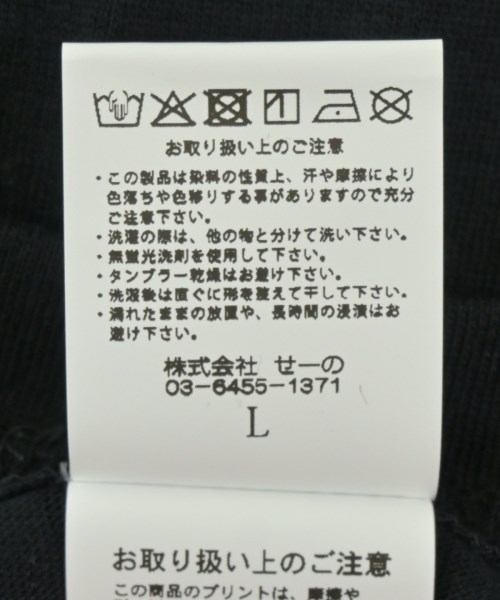 お取り扱い上のご注意
・この製品は染料の性質上、汗や摩擦により
色落ちや色移りする事がありますので充分
ご注意下さい。
・洗濯の際は、他の物と分けて洗い下さい。
・無蛍光洗剤を使用して下さい。
・タンブラー乾燥はお避け下さい。
・洗濯後は直ぐに形を整えて干して下さい。
・濡れたままの放置や、長時間の浸漬はお
避け下さい。
株式会社 せーの
03-6455-1371
L
お取り扱い上のご注意
この商品のプリントは、摩擦や